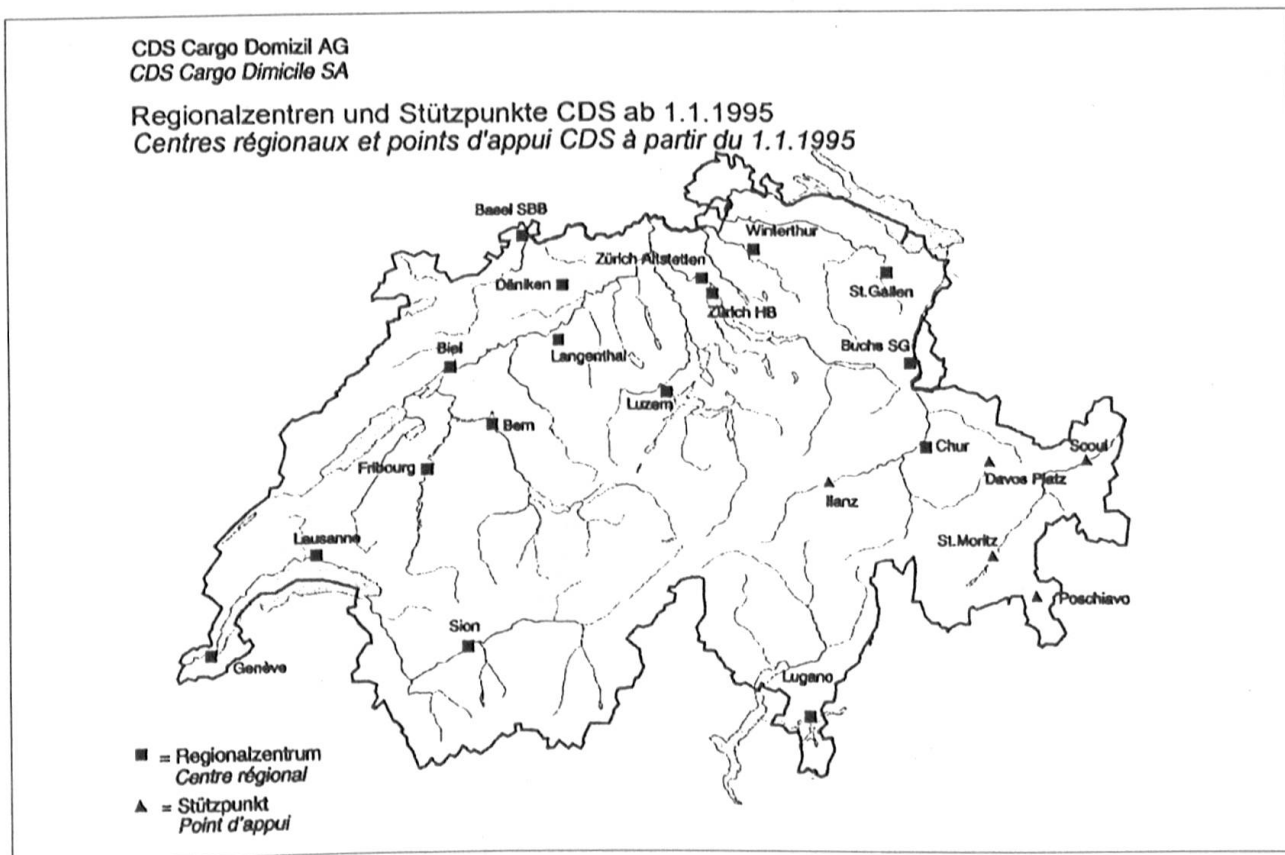 CDS Cargo Domizil AG
CDS Cargo Dimicile SA
Regionalzentren und Stützpunkte CDS ab 1.1.1995
Centres régionaux et points d'appui CDS à partir du 1.1.1995
Basel SBB
Winterthur
Zürich Altstetten
Däniken
St.Gallen
Zürich HB
Buchs SG
Biel
Langenthal
Luzern
Bern
Chur
Scoul
Fribourg
Davos Platz
Ilanz
Lausanne
St.Moritz
Poschiavo
Sion
Genève
Lugano
= Regionalzentrum
Centre régional
= Stützpunkt
Point d'appui